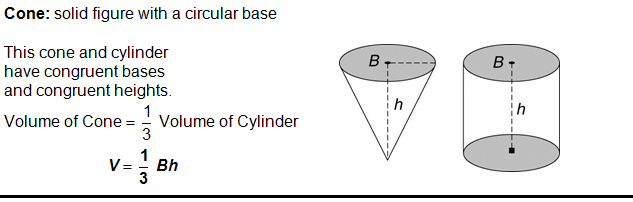 Cone: solid figure with a circular base
This cone and cylinder
have congruent bases
and congruent heights.
Volume of Cone = 1/3 Volume of Cylinder
V = 1/3 Bh
B
h
B
h